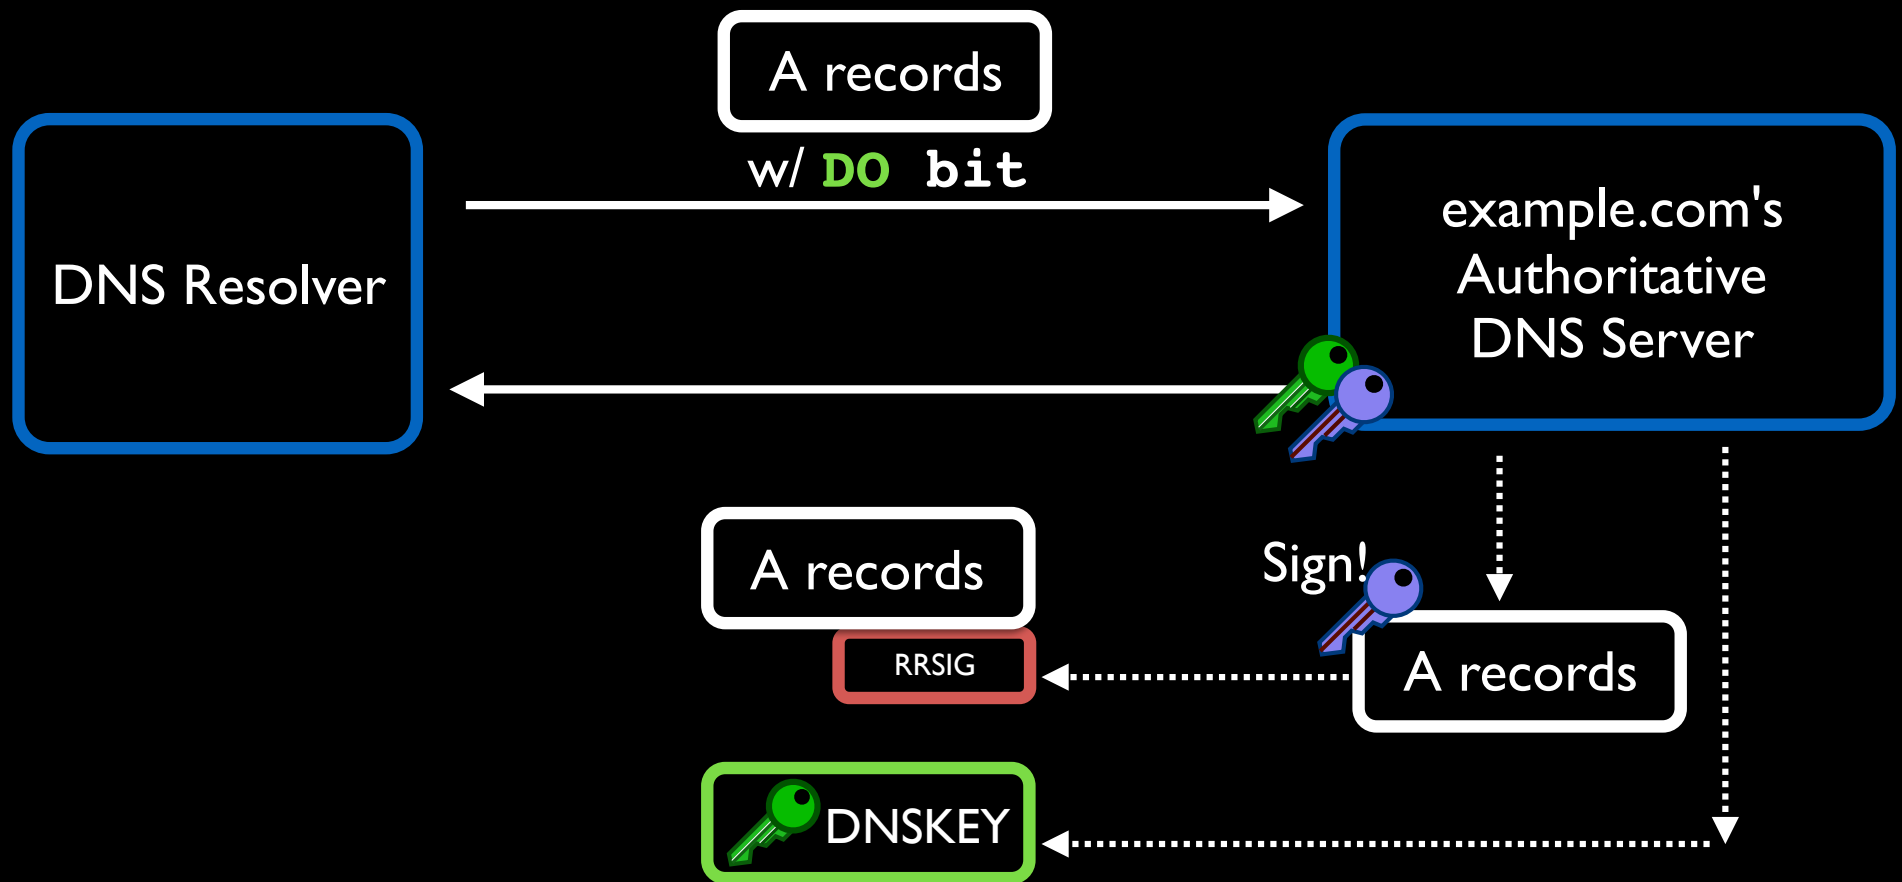 A records
w/ DO bit
DNS Resolver
example.com's
Authoritative
DNS Server
A records
RRSIG
Sign!
A records
DNSKEY